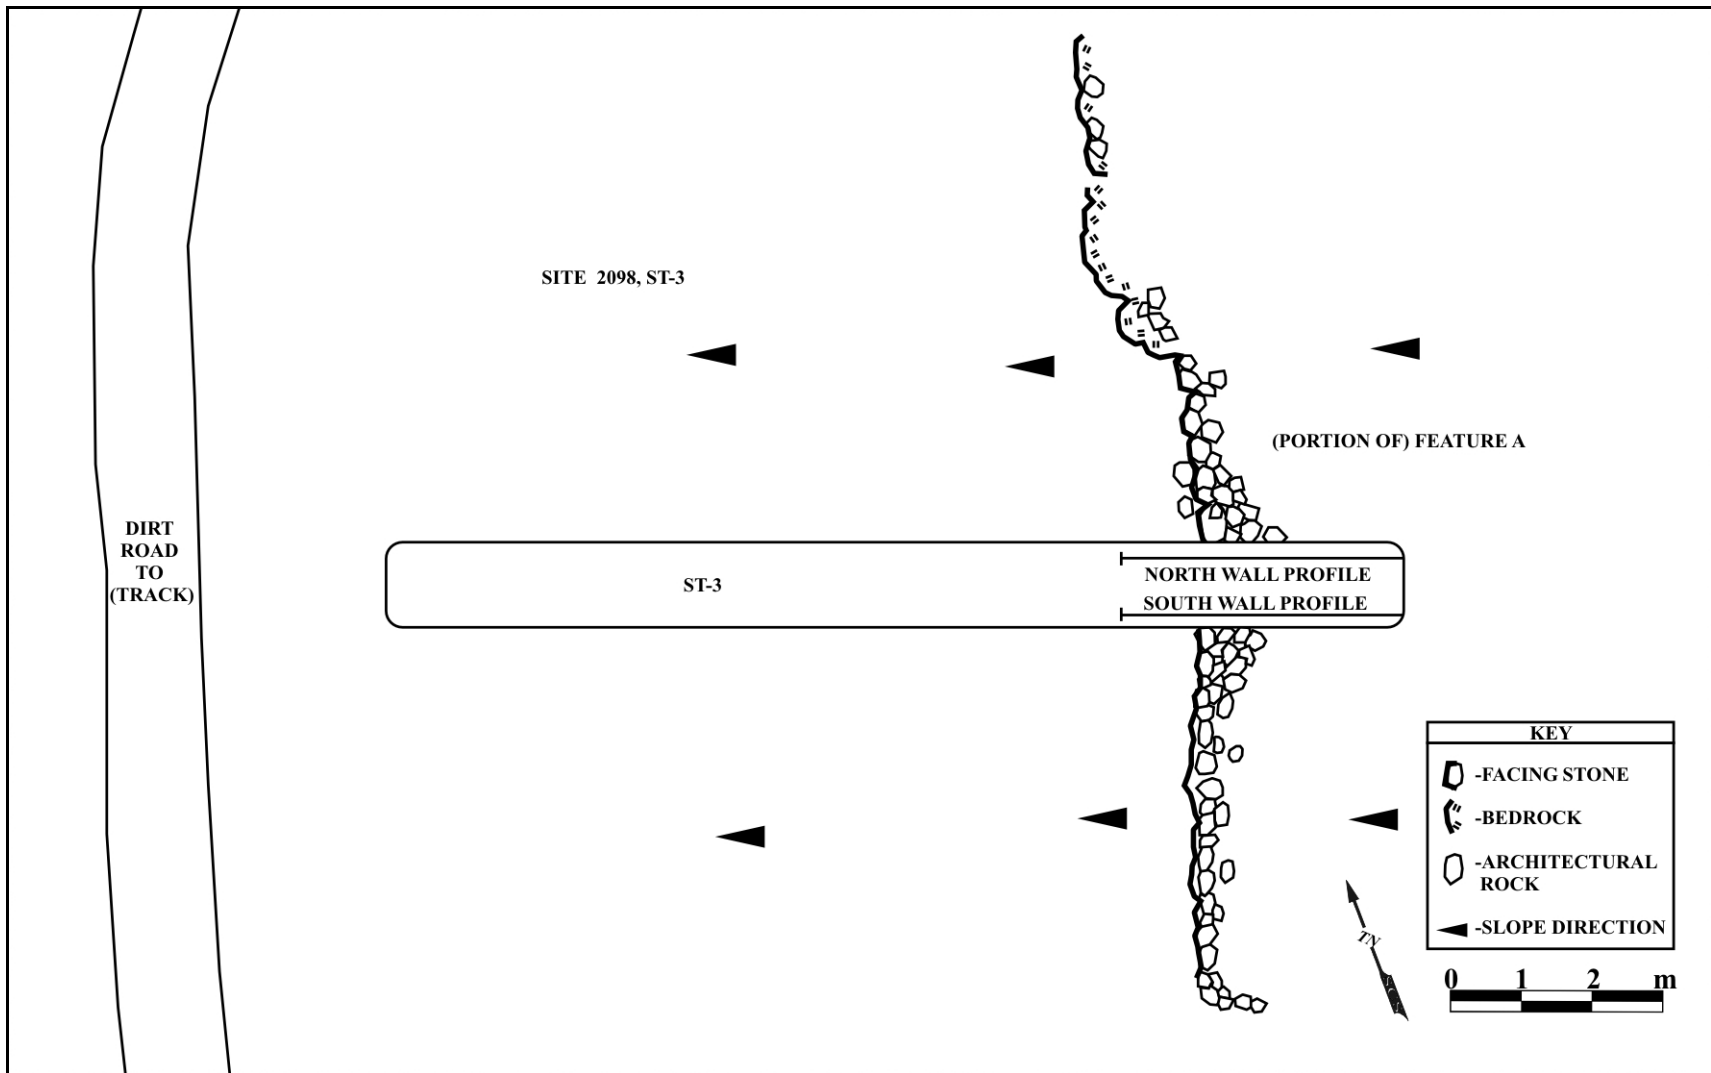 SITE 2098, ST-3
(PORTION OF) FEATURE A
DIRT
ROAD
TO
(TRACK)
ST-3
NORTH WALL PROFILE
SOUTH WALL PROFILE
KEY
-FACING STONE
-BEDROCK
-ARCHITECTURAL
ROCK
-SLOPE DIRECTION
TN
0 1 2 m